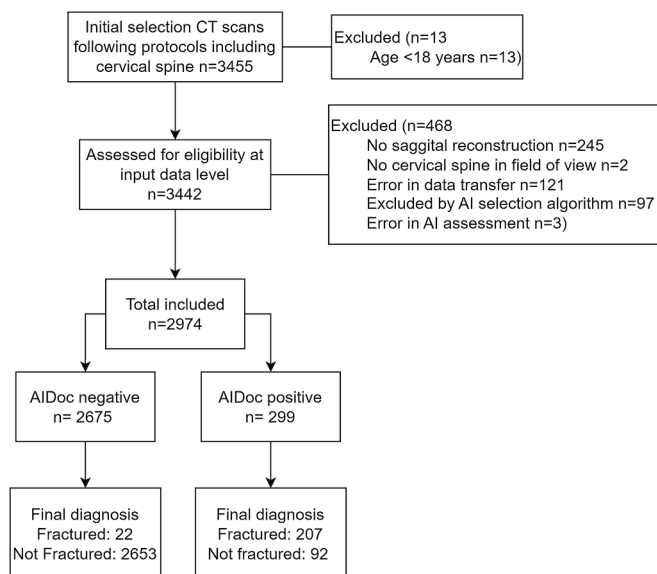 Initial selection CT scans
following protocols including
cervical spine n=3455
Excluded (n=13
Age <18 years n=13)
Assessed for eligibility at
input data level
n=3442
Excluded (n=468
No saggital reconstruction n=245
No cervical spine in field of view n=2
Error in data transfer n=121
Excluded by AI selection algorithm n=97
Error in AI assessment n=3)
Total included
n=2974
AIDoc negative
n= 2675
AIDoc positive
n= 299
Final diagnosis
Fractured: 22
Not Fractured: 2653
Final diagnosis
Fractured: 207
Not fractured: 92